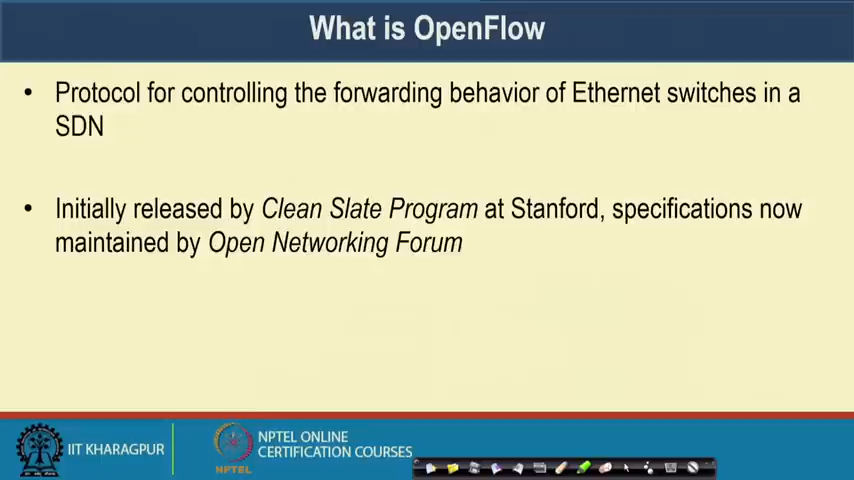 What is OpenFlow
• Protocol for controlling the forwarding behavior of Ethernet switches in a
SDN
• Initially released by Clean Slate Program at Stanford, specifications now
maintained by Open Networking Forum
IIT KHARAGPUR
NPTEL
NPTEL ONLINE
CERTIFICATION COURSES